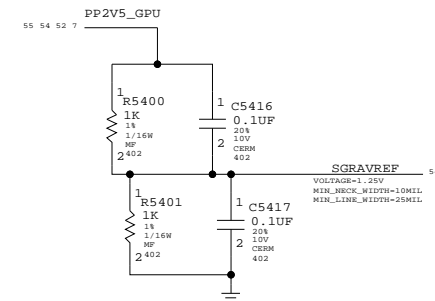 PP2V5_GPU
55 54 52 7
1
R5400
1K
1%
1/16W
MF
402
2
1
C5416
0.1UF
20%
10V
CERM
402
2
SGRAVREF
5
VOLTAGE=1.25V
MIN_NECK_WIDTH=10MIL
MIN_LINE_WIDTH=25MIL
1
R5401
1K
1%
1/16W
MF
402
2
1
C5417
0.1UF
20%
10V
CERM
402
2